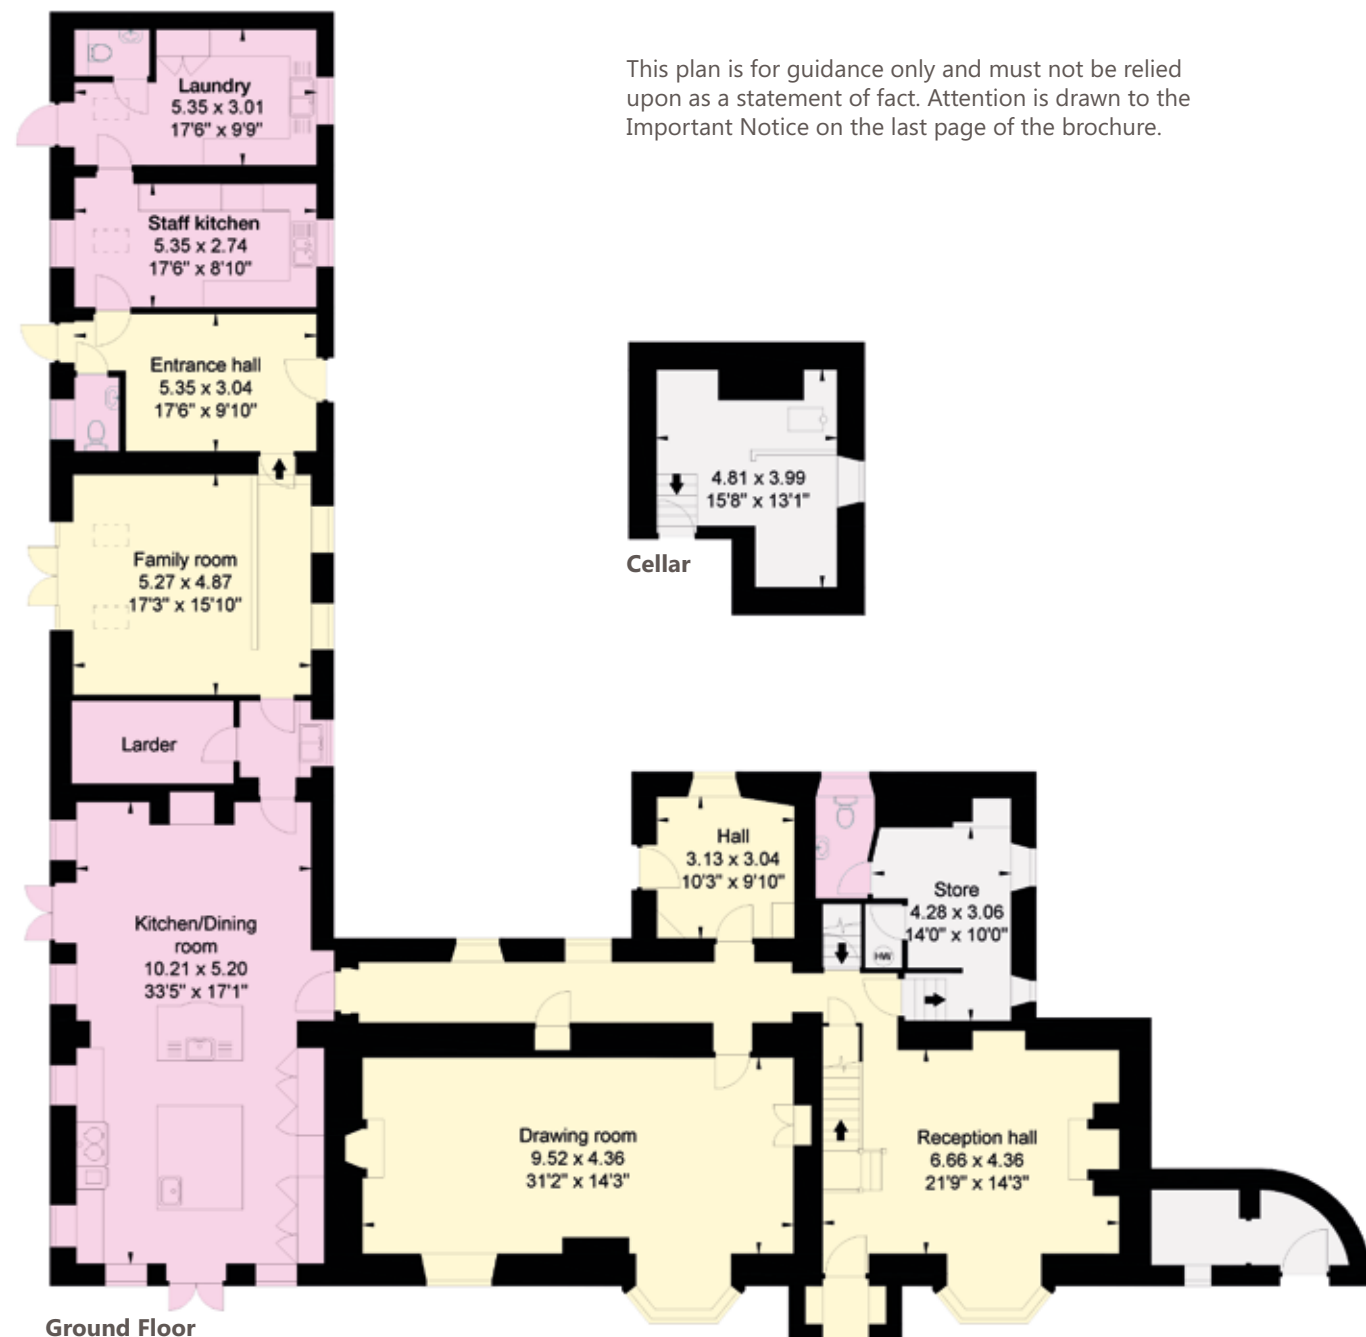 This plan is for guidance only and must not be relied
upon as a statement of fact. Attention is drawn to the
Important Notice on the last page of the brochure.
Laundry
5.35 x 3.01
17'6" x 9'9"
Staff kitchen
5.35 x 2.74
17'6" x 8'10"
Entrance hall
5.35 x 3.04
17'6" x 9'10"
4.81 x 3.99
15'8" x 13'1"
Cellar
Family room
5.27 x 4.87
17'3" x 15'10"
Larder
Hall
3.13 x 3.04
10'3" x 9'10"
Store
4.28 x 3.06
14'0" x 10'0"
HW
Kitchen/Dining
room
10.21 x 5.20
33'5" x 17'1"
Drawing room
9.52 x 4.36
31'2" x 14'3"
Reception hall
6.66 x 4.36
21'9" x 14'3"
Ground Floor